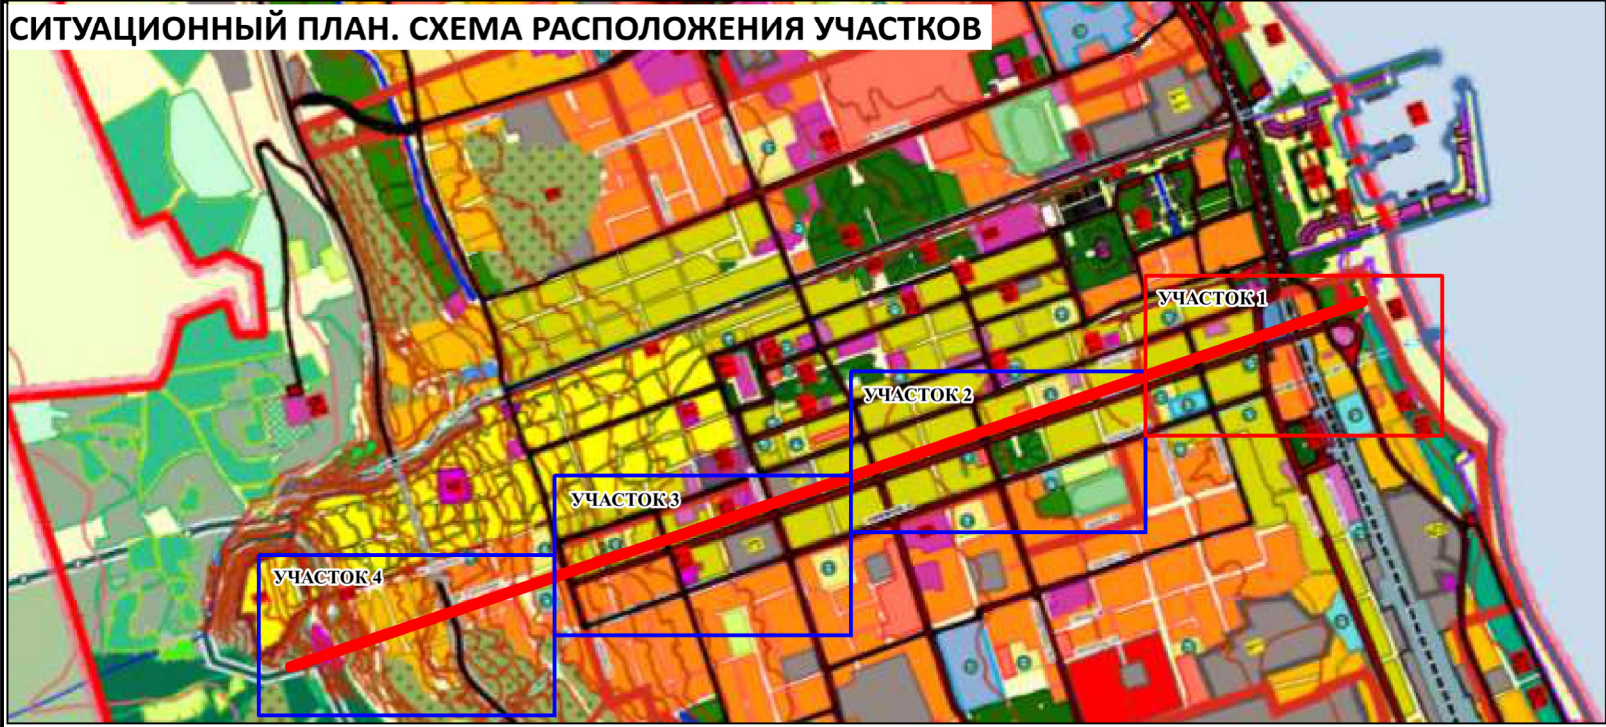 СИТУАЦИОННЫЙ ПЛАН. СХЕМА РАСПОЛОЖЕНИЯ УЧАСТКОВ
УЧАСТОК 1
УЧАСТОК 2
УЧАСТОК 3
УЧАСТОК 4